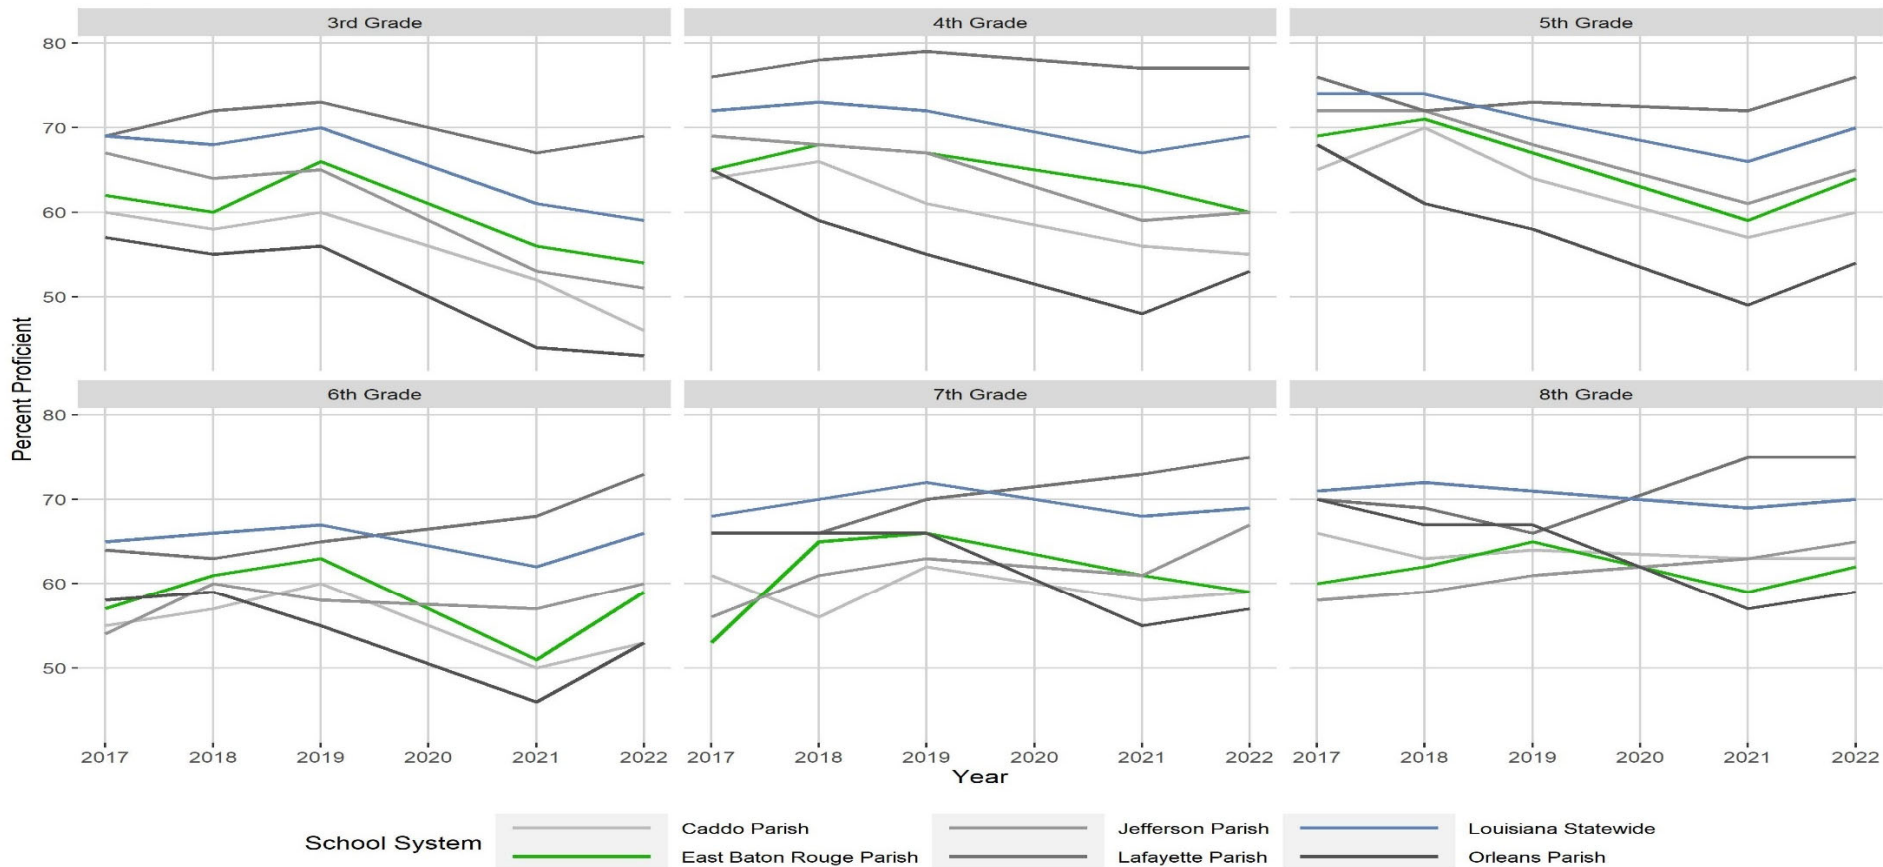 3rd Grade
4th Grade
5th Grade
80
70
60
50
Percent Proficient
6th Grade
7th Grade
8th Grade
80
70
60
50
2017 2018 2019 2020 2021 2022
2017 2018 2019 2020 2021 2022
2017 2018 2019 2020 2021 2022
Year
School System
Caddo Parish
Jefferson Parish
Louisiana Statewide
East Baton Rouge Parish
Lafayette Parish
Orleans Parish